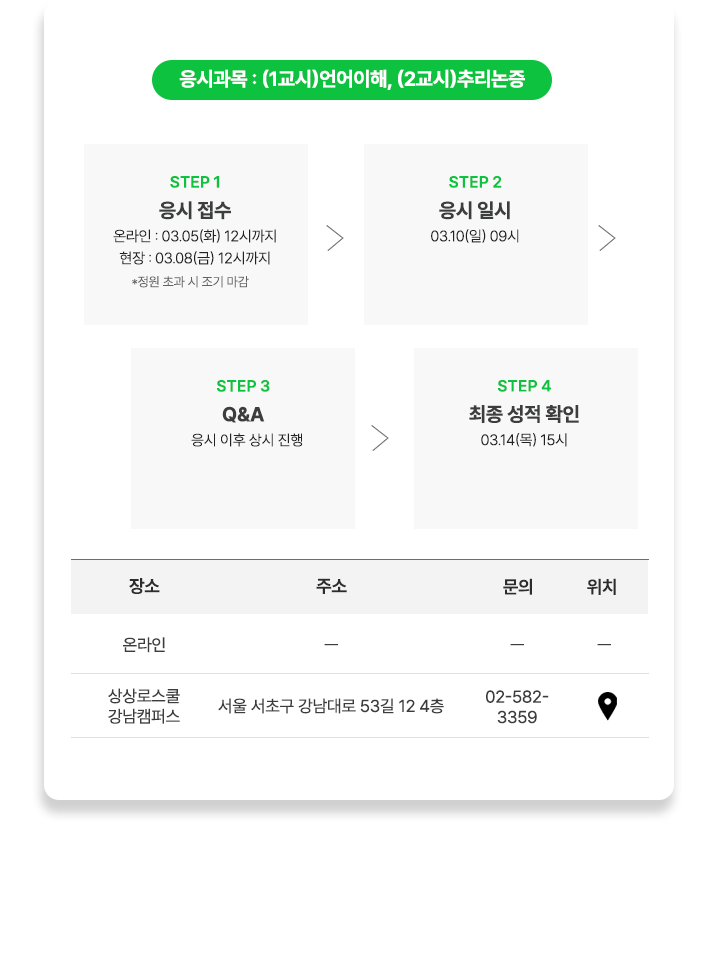 응시과목 : (1교시)언어이해, (2교시)추리논증
STEP 1
응시 접수
온라인 : 03.05(화) 12시까지
현장 : 03.08(금) 12시까지
*정원 초과 시 조기 마감
STEP 2
응시 일시
03.10(일) 09시
STEP 3
Q&A
응시 이후 상시 진행
STEP 4
최종 성적 확인
03.14(목) 15시
장소 주소 문의 위치
온라인 — — —
상상로스쿨
강남캠퍼스
서울 서초구 강남대로 53길 12 4층
02-582-
3359